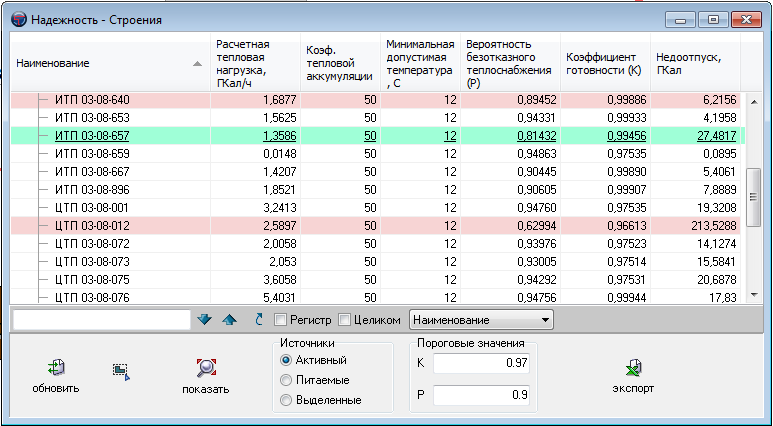 Надежность - Строения
Наименование
Расчетная тепловая нагрузка, ГКал/ч
Коэф. тепловой аккумуляции
Минимальная допустимая температура , С
Вероятность безотказного теплоснабжения (P)
Коэффициент готовности (K)
Недоотпуск, ГКал
ИТП 03-08-640 1,6877 50 12 0,89452 0,99886 6,2156
ИТП 03-08-653 1,5625 50 12 0,94331 0,99933 4,1958
ИТП 03-08-657 1,3586 50 12 0,81432 0,99456 27,4817
ИТП 03-08-659 0,0148 50 12 0,94863 0,97535 0,0895
ИТП 03-08-667 1,4207 50 12 0,90445 0,99890 5,4061
ИТП 03-08-896 1,8521 50 12 0,90605 0,99907 7,8889
ЦТП 03-08-001 3,2413 50 12 0,94760 0,97535 19,3208
ЦТП 03-08-012 2,5897 50 12 0,62994 0,96613 213,5288
ЦТП 03-08-072 2,0058 50 12 0,93976 0,97523 14,1274
ЦТП 03-08-073 2,053 50 12 0,93005 0,97514 15,5841
ЦТП 03-08-075 3,6058 50 12 0,94292 0,97531 20,6878
ЦТП 03-08-076 5,4031 50 12 0,94756 0,99944 17,83
Регистр Целиком Наименование
обновить
показать
Источники
Активный
Питаемые
Выделенные
Пороговые значения
K 0.97
P 0.9
экспорт